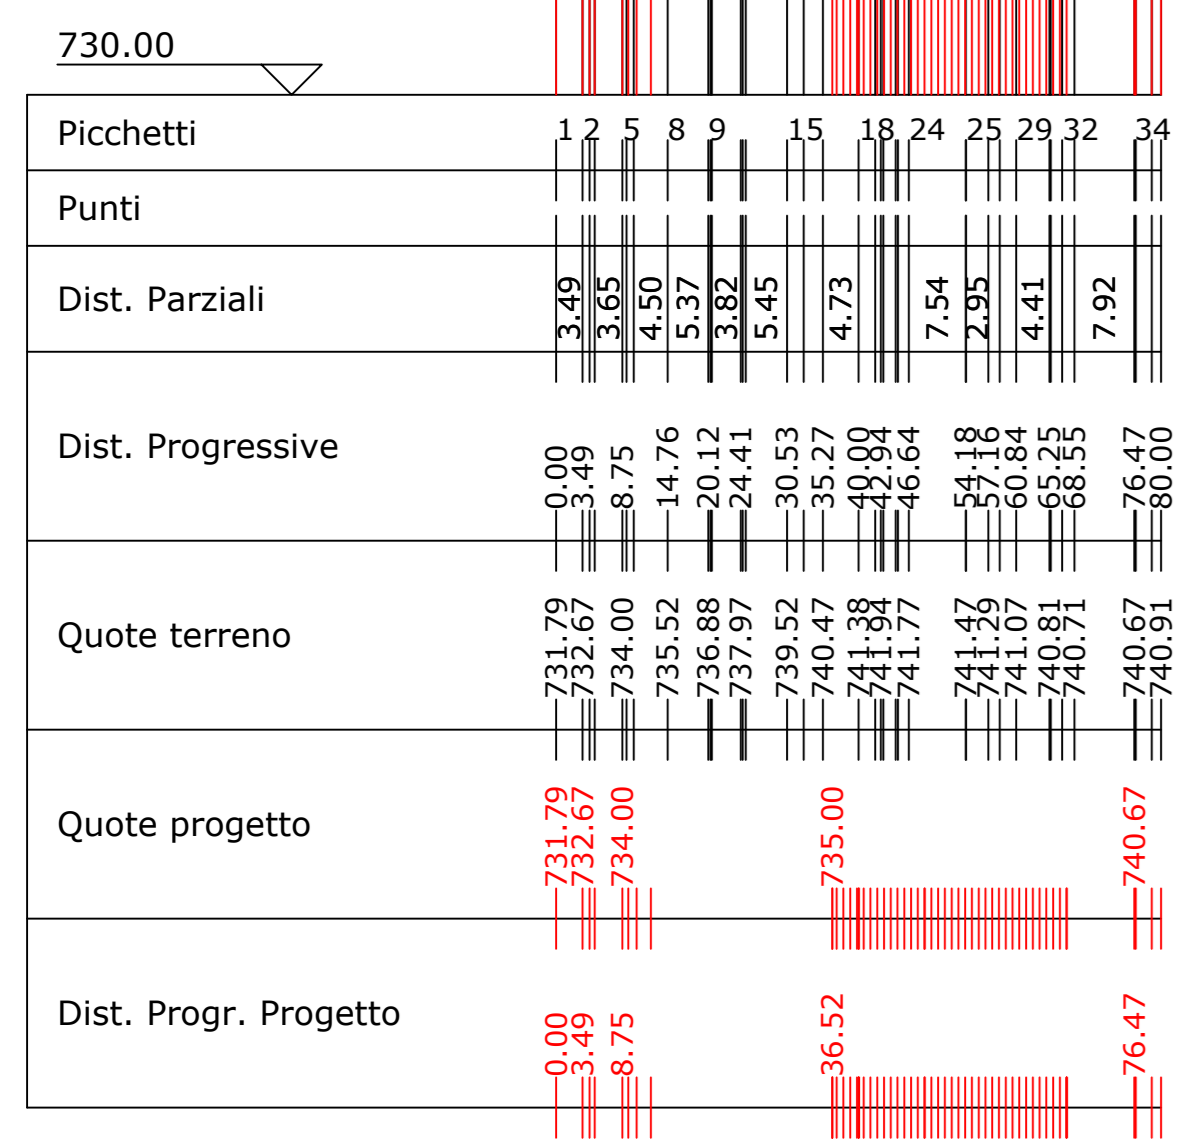 730.00
Picchetti 1 2 5 8 9 15 18 24 25 29 32 34
Punti
Dist. Parziali 3.49 3.65 4.50 5.37 3.82 5.45 4.73 7.54 2.95 4.41 7.92
Dist. Progressive 0.00 3.49 8.75 14.76 20.12 24.41 30.53 35.27 40.00 42.94 46.64 54.18 57.16 60.84 65.25 68.55 76.47 80.00
Quote terreno 731.79 732.67 734.00 735.52 736.88 737.97 739.52 740.47 741.38 741.94 741.77 741.47 741.29 741.07 740.81 740.71 740.67 740.91
Quote progetto 731.79 732.67 734.00 735.00 740.67
Dist. Progr. Progetto 0.00 3.49 8.75 36.52 76.47